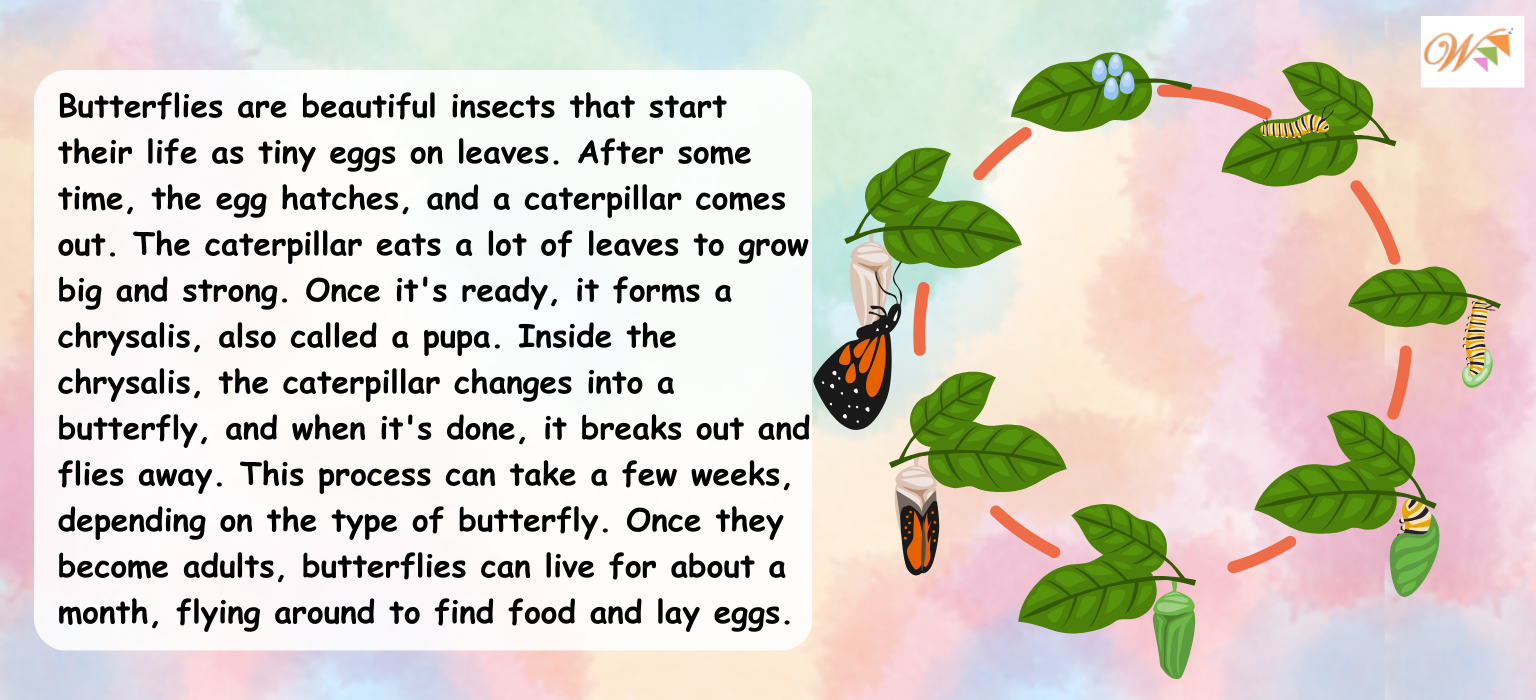 Butterflies are beautiful insects that start
their life as tiny eggs on leaves. After some
time, the egg hatches, and a caterpillar comes
out. The caterpillar eats a lot of leaves to grow
big and strong. Once it's ready, it forms a
chrysalis, also called a pupa. Inside the
chrysalis, the caterpillar changes into a
butterfly, and when it's done, it breaks out and
flies away. This process can take a few weeks,
depending on the type of butterfly. Once they
become adults, butterflies can live for about a
month, flying around to find food and lay eggs.
W